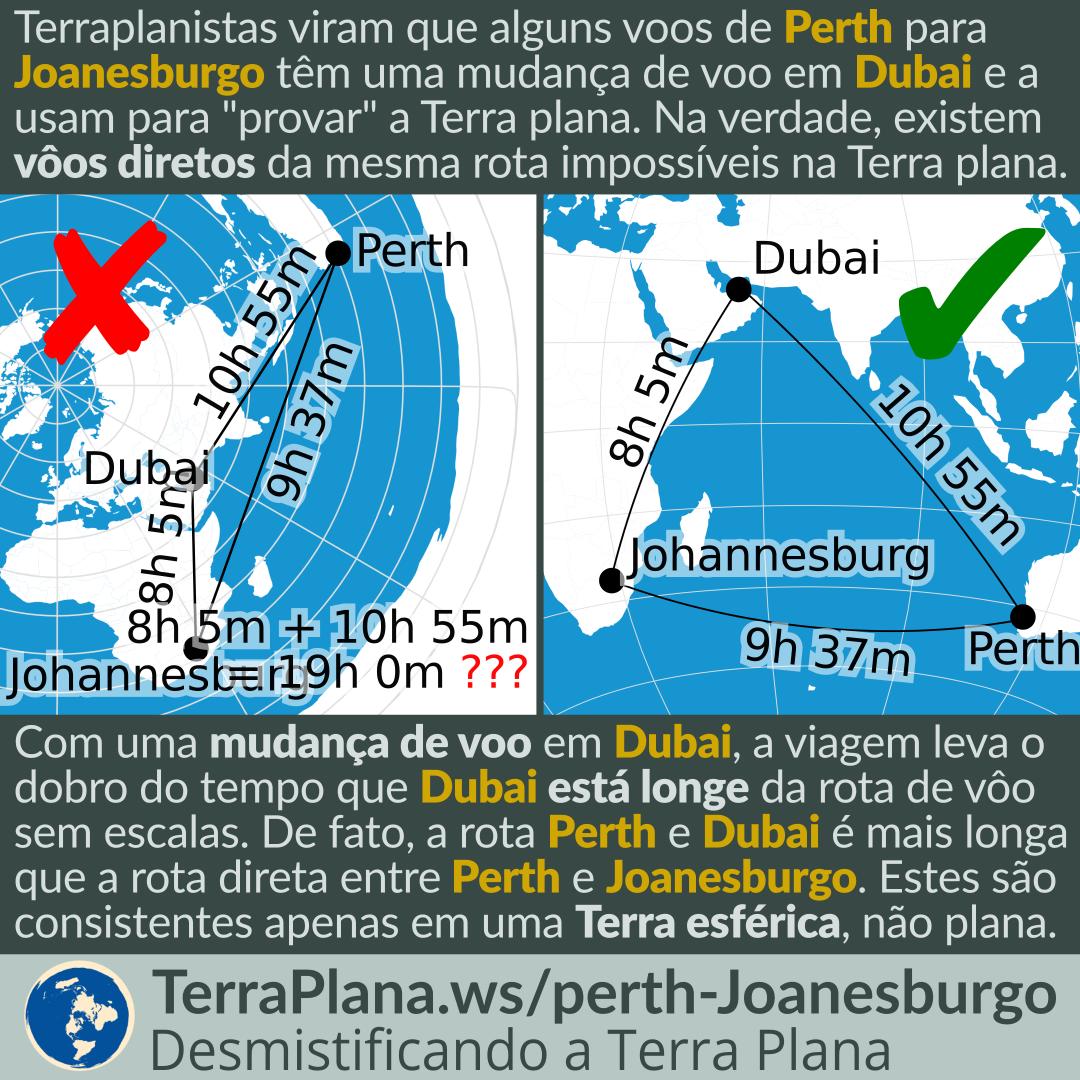 Terraplanistas viram que alguns voos de Perth para
Joanesburgo têm uma mudança de voo em Dubai e a
usam para "provar" a Terra plana. Na verdade, existem
vôos diretos da mesma rota impossíveis na Terra plana.
Perth
10h 55m
9h 37m
Dubai
8h 5m
8h 5m + 10h 55m
= 19h 0m ???
Johannesburg
Dubai
8h 5m
10h 55m
Johannesburg
9h 37m
Perth
Com uma mudança de voo em Dubai, a viagem leva o
dobro do tempo que Dubai está longe da rota de vôo
sem escalas. De fato, a rota Perth e Dubai é mais longa
que a rota direta entre Perth e Joanesburgo. Estes são
consistentes apenas em uma Terra esférica, não plana.
TerraPlana.ws/perth-Joanesburgo
Desmistificando a Terra Plana